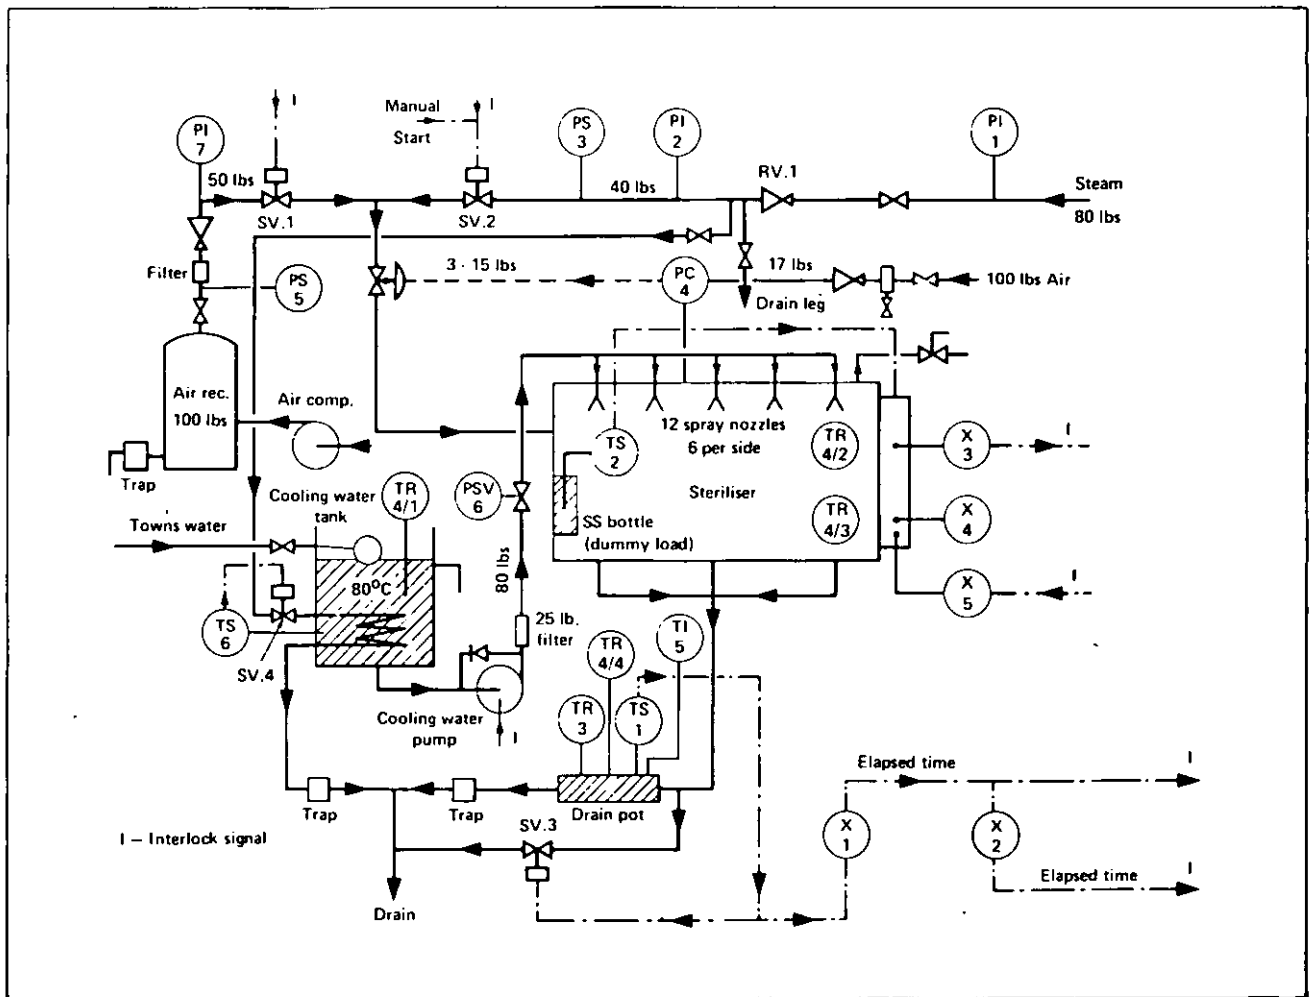 I
Manual
Start
I
PI
7
PS
3
PI
2
PI
1
50 lbs
40 lbs
RV.1
Steam
80 lbs
SV.1
SV.2
Filter
PS
5
3 - 15 lbs
PC
4
17 lbs
100 lbs Air
Drain leg
Air rec.
100 lbs
Air comp.
12 spray nozzles
6 per side
TS
2
TR
4/2
X
3
I
Trap
Steriliser
Cooling water
tank
TR
4/1
PSV
6
SS bottle
(dummy load)
TR
4/3
X
4
Towns water
80°C
80 lbs
X
5
I
TS
6
SV.4
25 lb.
filter
TI
5
TR
4/4
Cooling water
pump
I
TR
3
TS
1
Elapsed time
I
Trap
Trap
Drain pot
SV.3
I – Interlock signal
X
1
X
2
Elapsed time
I
Drain